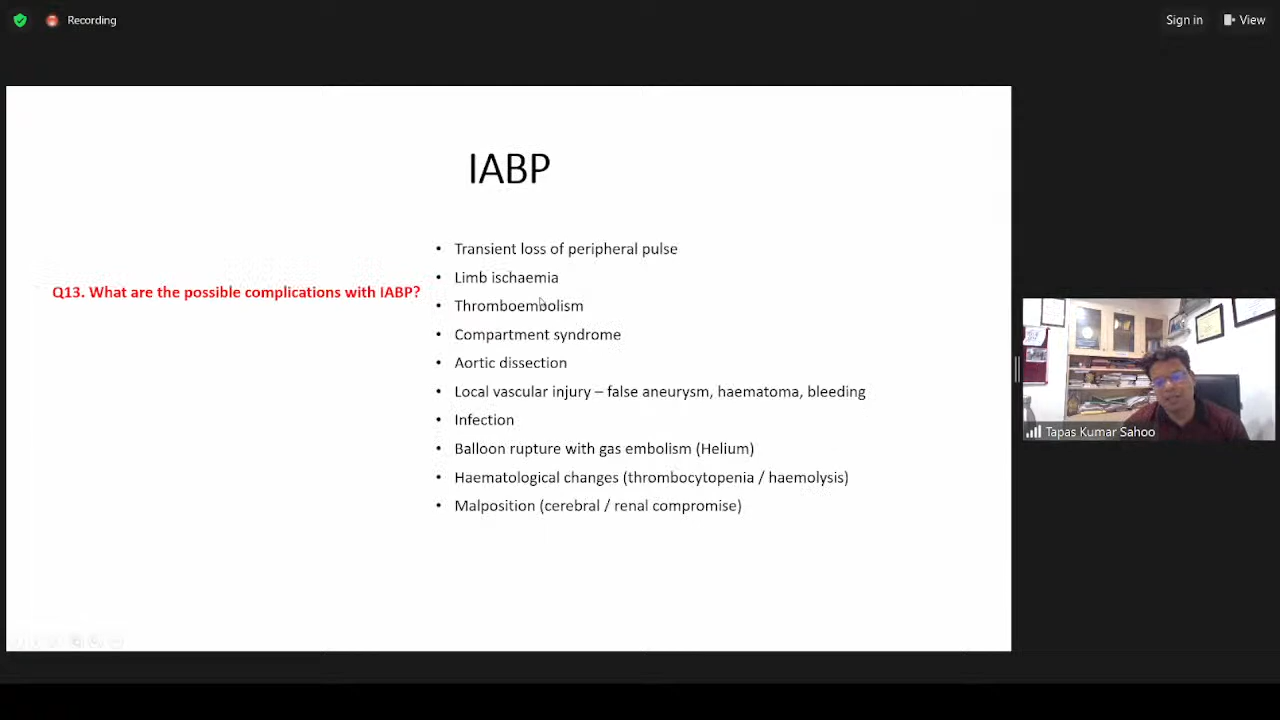 Recording
Sign in
View
IABP
Q13. What are the possible complications with IABP?
• Transient loss of peripheral pulse
• Limb ischaemia
• Thromboembolism
• Compartment syndrome
• Aortic dissection
• Local vascular injury – false aneurysm, haematoma, bleeding
• Infection
• Balloon rupture with gas embolism (Helium)
• Haematological changes (thrombocytopenia / haemolysis)
• Malposition (cerebral / renal compromise)
Tapas Kumar Sahoo